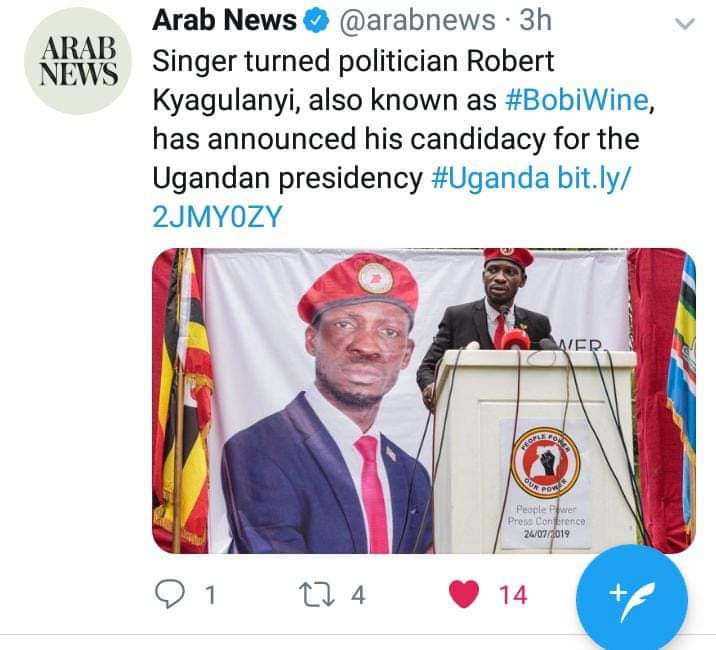 Arab News @arabnews · 3h
ARAB
NEWS
Singer turned politician Robert
Kyagulanyi, also known as #BobiWine,
has announced his candidacy for the
Ugandan presidency #Uganda bit.ly/
2JMY0ZY
WER
PEOPLE POWER
OUR POWER
People Power
Press Conference
24/07/2019
1
4
14